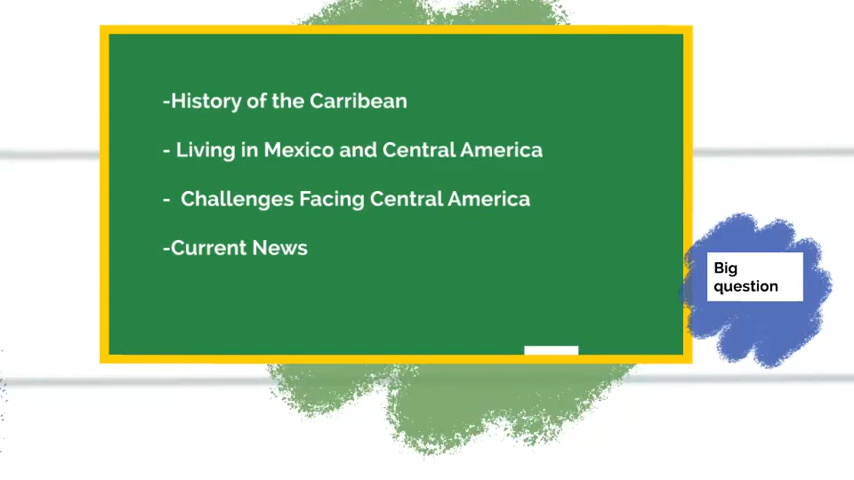 -History of the Carribean
- Living in Mexico and Central America
- Challenges Facing Central America
-Current News
Big
question